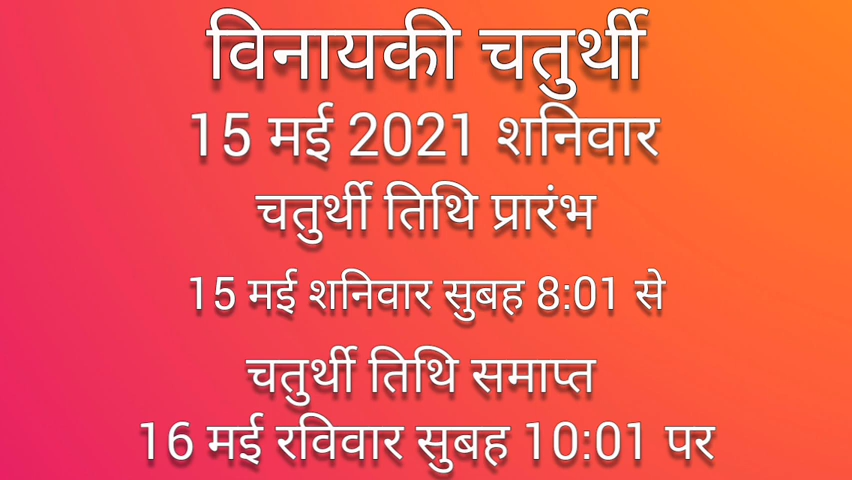 विनायकी चतुर्थी
15 मई 2021 शनिवार
चतुर्थी तिथि प्रारंभ
15 मई शनिवार सुबह 8:01 से
चतुर्थी तिथि समाप्त
16 मई रविवार सुबह 10:01 पर